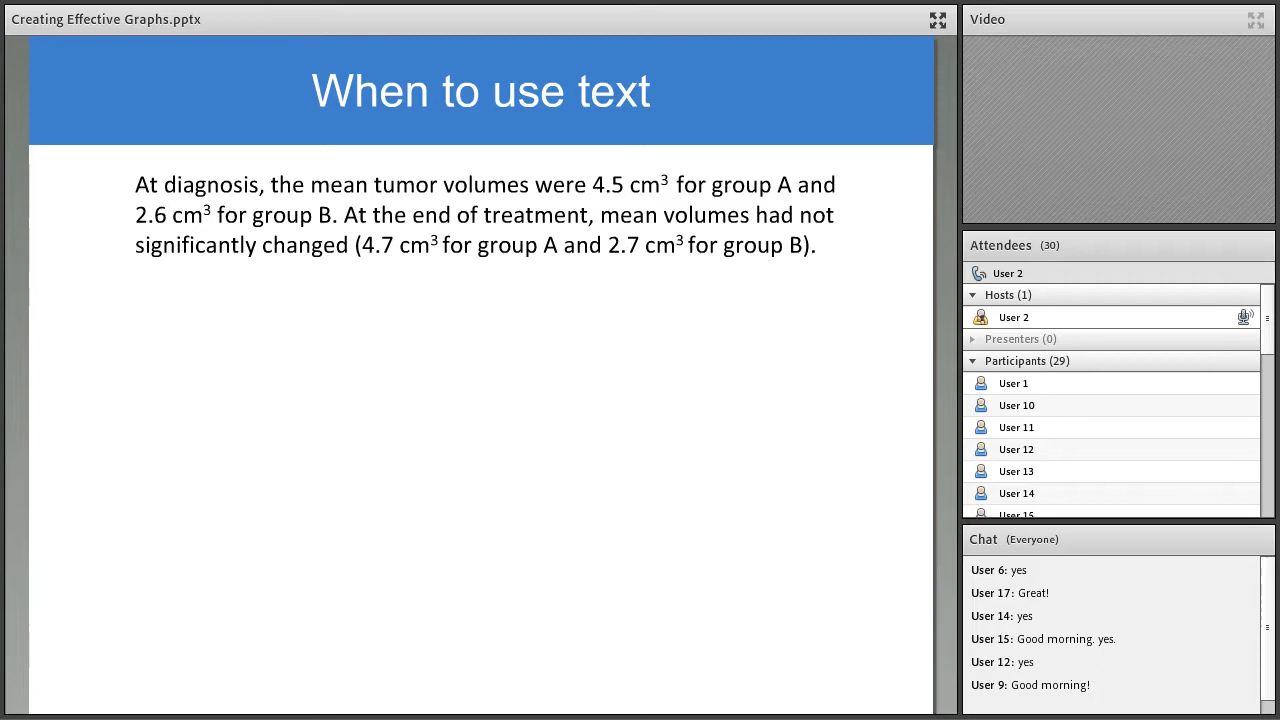 Creating Effective Graphs.pptx
When to use text
At diagnosis, the mean tumor volumes were 4.5 cm³ for group A and
2.6 cm³ for group B. At the end of treatment, mean volumes had not
significantly changed (4.7 cm³ for group A and 2.7 cm³ for group B).
Video
Attendees (30)
User 2
Hosts (1)
User 2
Presenters (0)
Participants (29)
User 1
User 10
User 11
User 12
User 13
User 14
User 15
Chat (Everyone)
User 6: yes
User 17: Great!
User 14: yes
User 15: Good morning. yes.
User 12: yes
User 9: Good morning!